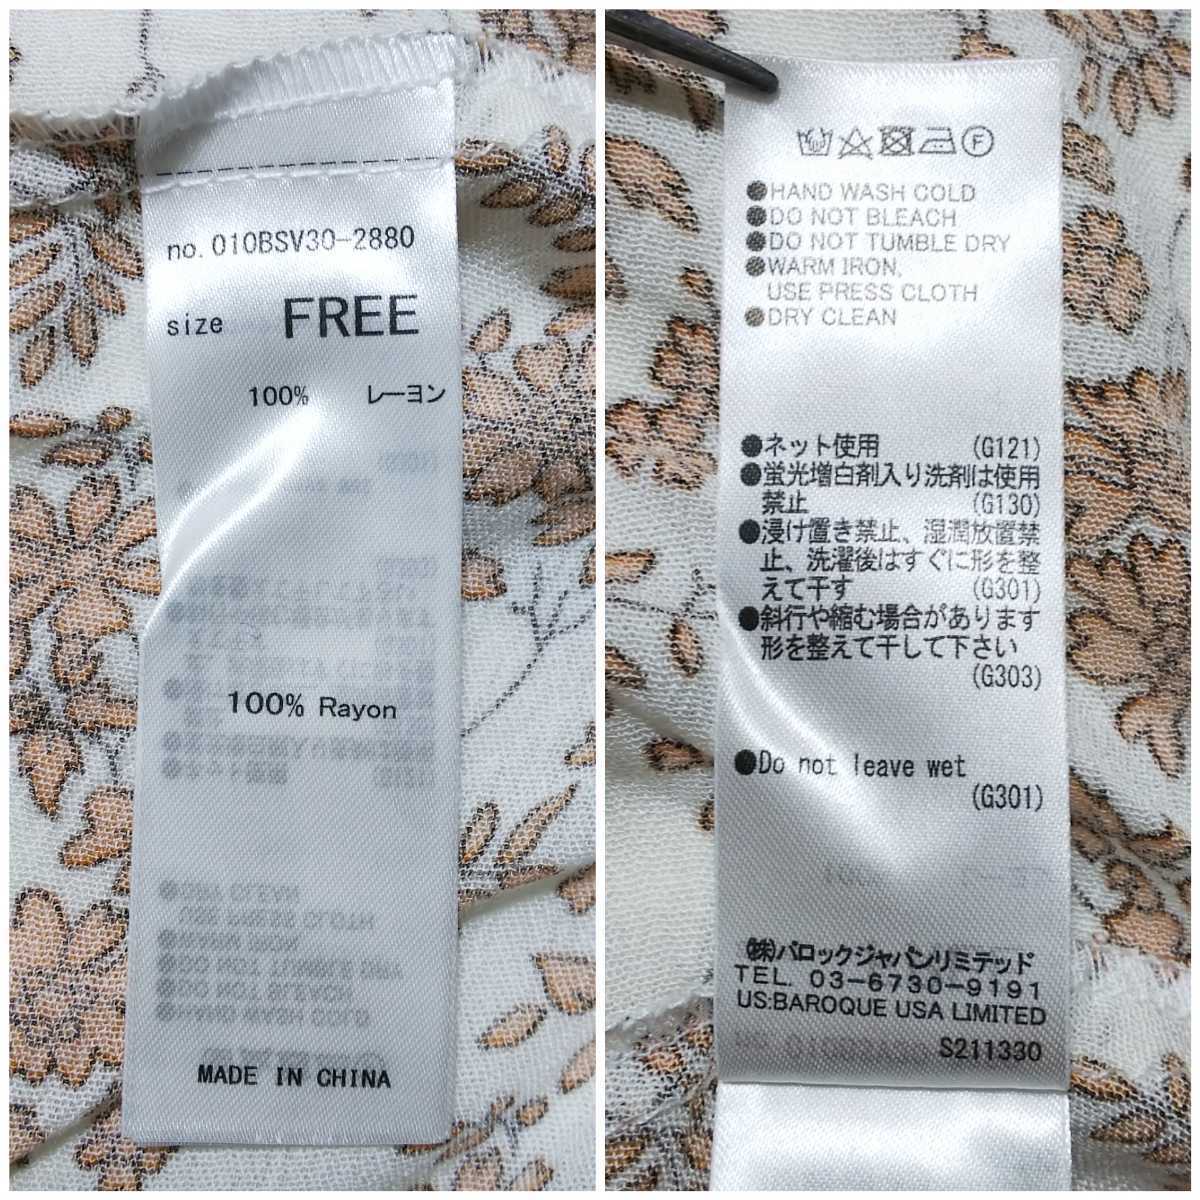 no.010BSV30-2880
size FREE
100% レーヨン
100% Rayon
MADE IN CHINA
F
●HAND WASH COLD
●DO NOT BLEACH
●DO NOT TUMBLE DRY
●WARM IRON,
USE PRESS CLOTH
●DRY CLEAN
●ネット使用 (G121)
●蛍光増白剤入り洗剤は使用
禁止 (G130)
●浸け置き禁止、湿潤放置禁
止、洗濯後はすぐに形を整
えて干す (G301)
●斜行や縮む場合があります
形を整えて干して下さい
(G303)
●Do not leave wet
(G301)
㈱バロックジャパンリミテッド
TEL. 03-6730-9191
US:BAROQUE USA LIMITED
S211330